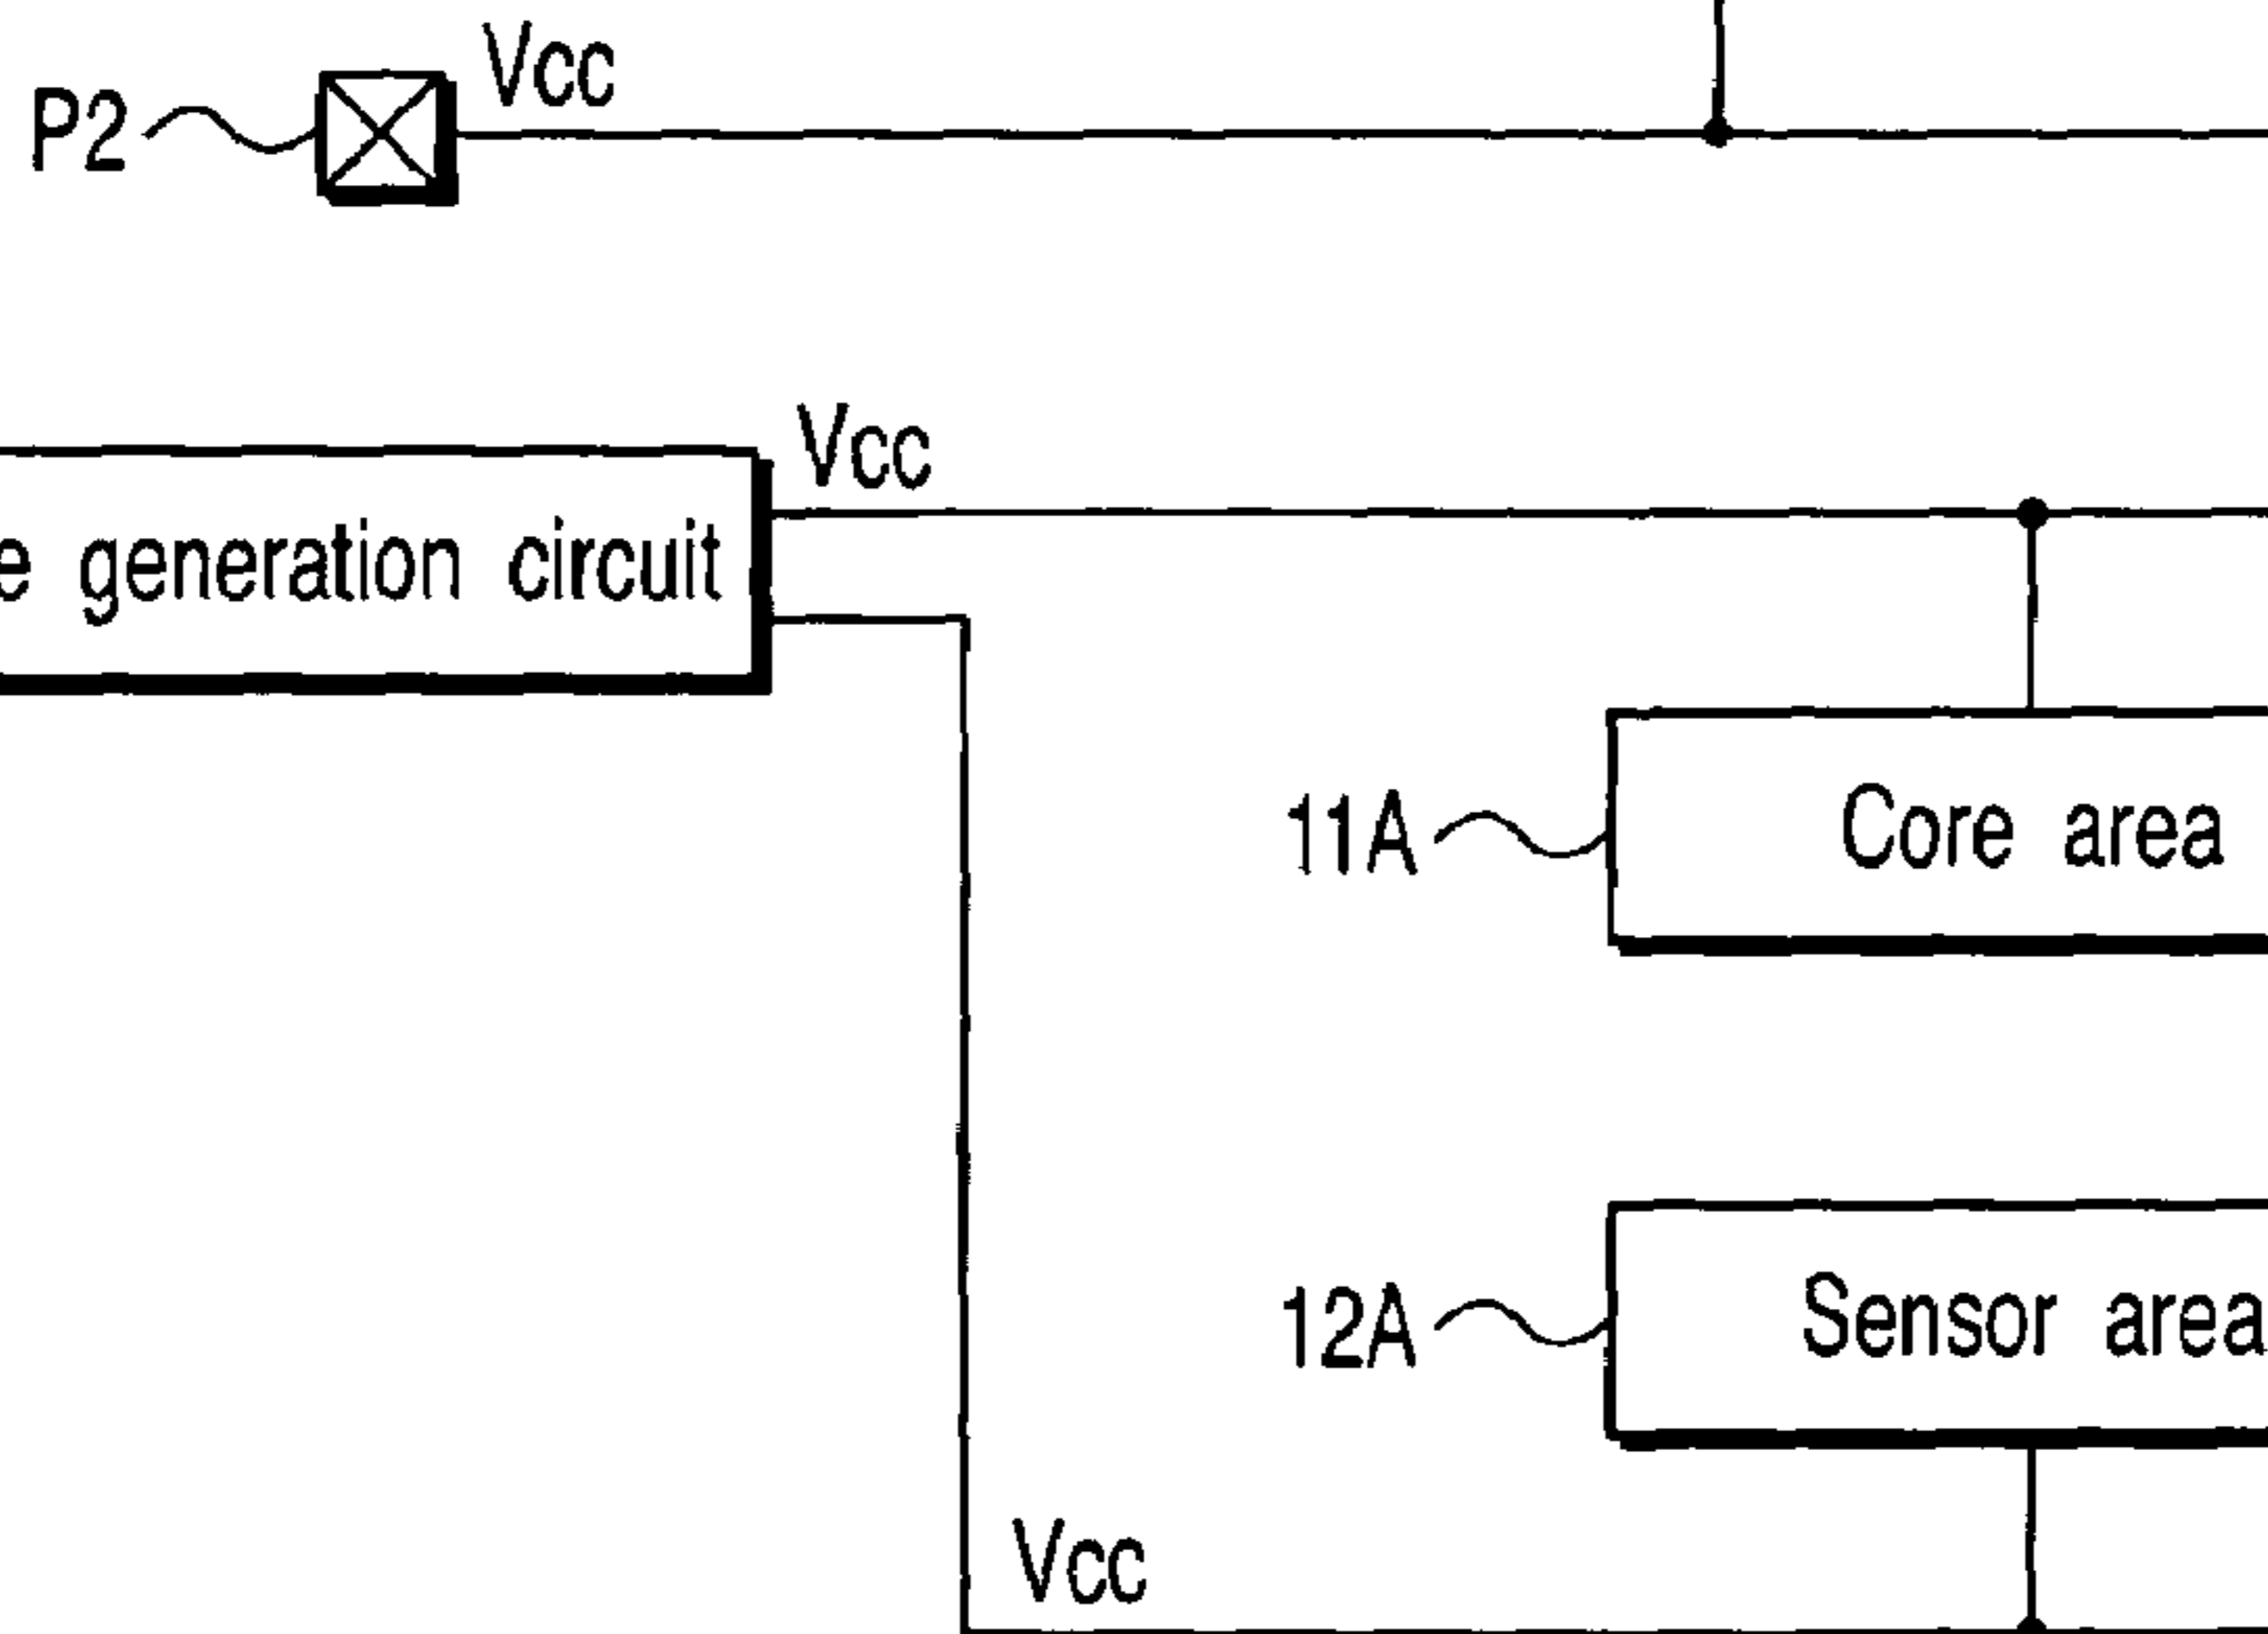 Vcc
P2
Vcc
generation circuit
11A
Core area
12A
Sensor area
Vcc